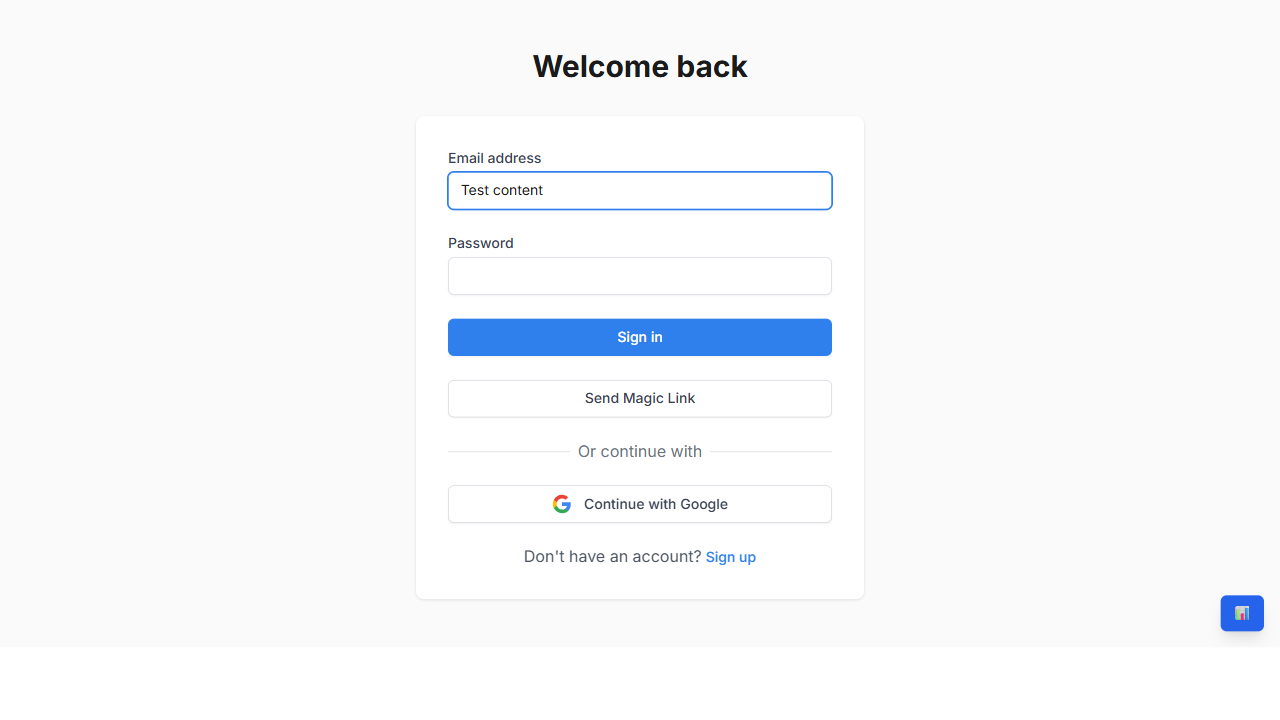 Welcome back
Email address
Test content
Password
Sign in
Send Magic Link
Or continue with
Continue with Google
Don't have an account? Sign up